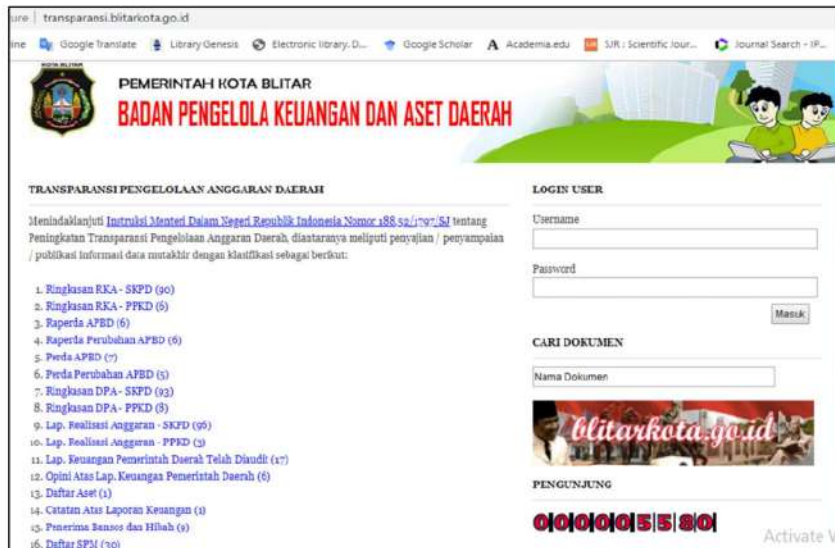 ure | transparansi.blitarkota.go.id
ine Google Translate Library Genesis Electronic library. D... Google Scholar Academia.edu SJR : Scientific Jour... Journal Search - IP...
KOTA BLITAR
PEMERINTAH KOTA BLITAR
BADAN PENGELOLA KEUANGAN DAN ASET DAERAH
TRANSPARANSI PENGELOLAAN ANGGARAN DAERAH
Menindaklanjuti Instruksi Menteri Dalam Negeri Republik Indonesia Nomor 188.52/1797/SJ tentang
Peningkatan Transparansi Pengelolaan Anggaran Daerah, diantaranya meliputi penyajian / penyampaian
/ publikasi informasi data mutakhir dengan klasifikasi sebagai berikut:
1. Ringkasan RKA - SKPD (90)
2. Ringkasan RKA - PPKD (6)
3. Raperda APBD (6)
4. Raperda Perubahan APBD (6)
5. Perda APBD (7)
6. Perda Perubahan APBD (5)
7. Ringkasan DPA - SKPD (93)
8. Ringkasan DPA - PPKD (8)
9. Lap. Realisasi Anggaran - SKPD (96)
10. Lap. Realisasi Anggaran - PPKD (3)
11. Lap. Keuangan Pemerintah Daerah Telah Diaudit (17)
12. Opini Atas Lap. Keuangan Pemerintah Daerah (6)
13. Daftar Aset (1)
14. Catatan Atas Laporan Keuangan (1)
15. Penerima Bansos dan Hibah (9)
16. Daftar SPM (30)
LOGIN USER
Username
Password
Masuk
CARI DOKUMEN
Nama Dokumen
blitarkota.go.id
PENGUNJUNG
000005580
Activate W